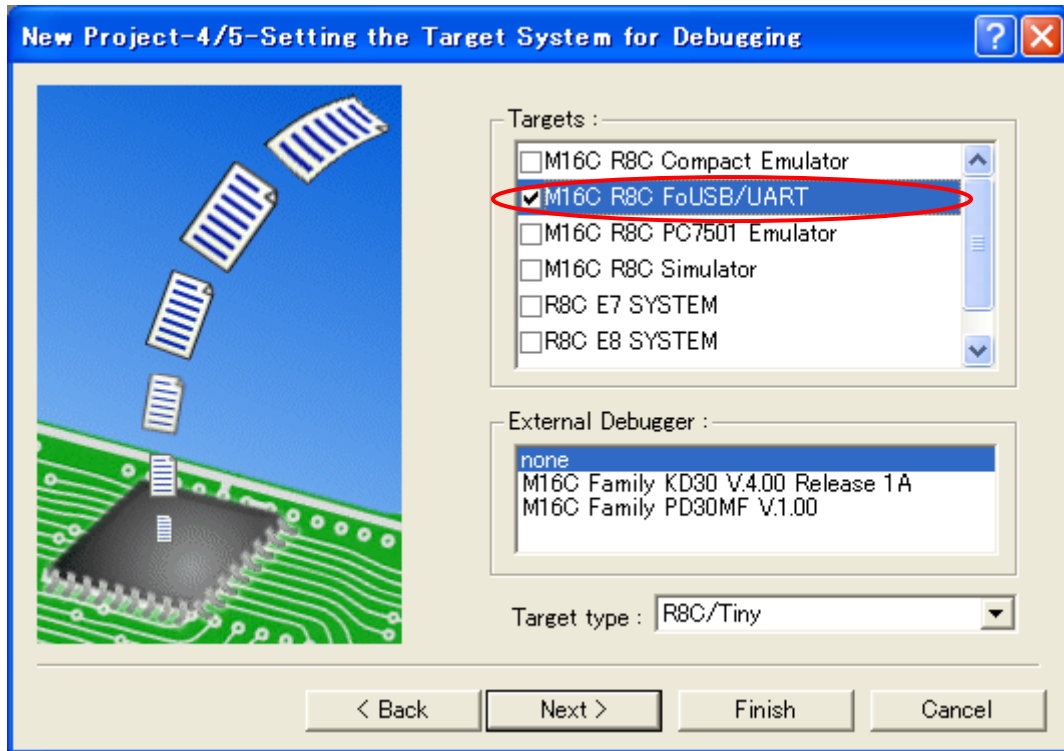 New Project-4/5-Setting the Target System for Debugging
Targets :
M16C R8C Compact Emulator
M16C R8C FoUSB/UART
M16C R8C PC7501 Emulator
M16C R8C Simulator
R8C E7 SYSTEM
R8C E8 SYSTEM
External Debugger :
none
M16C Family KD30 V.4.00 Release 1A
M16C Family PD30MF V.1.00
Target type : R8C/Tiny
< Back Next > Finish Cancel